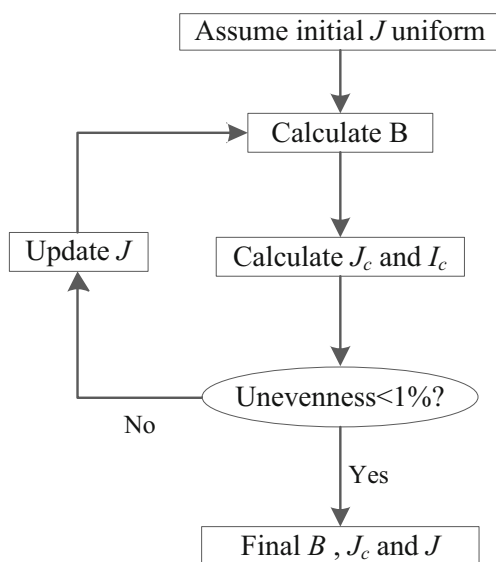 Assume initial J uniform
Calculate B
Update J
Calculate Jc and Ic
Unevenness<1%?
No
Yes
Final B , Jc and J